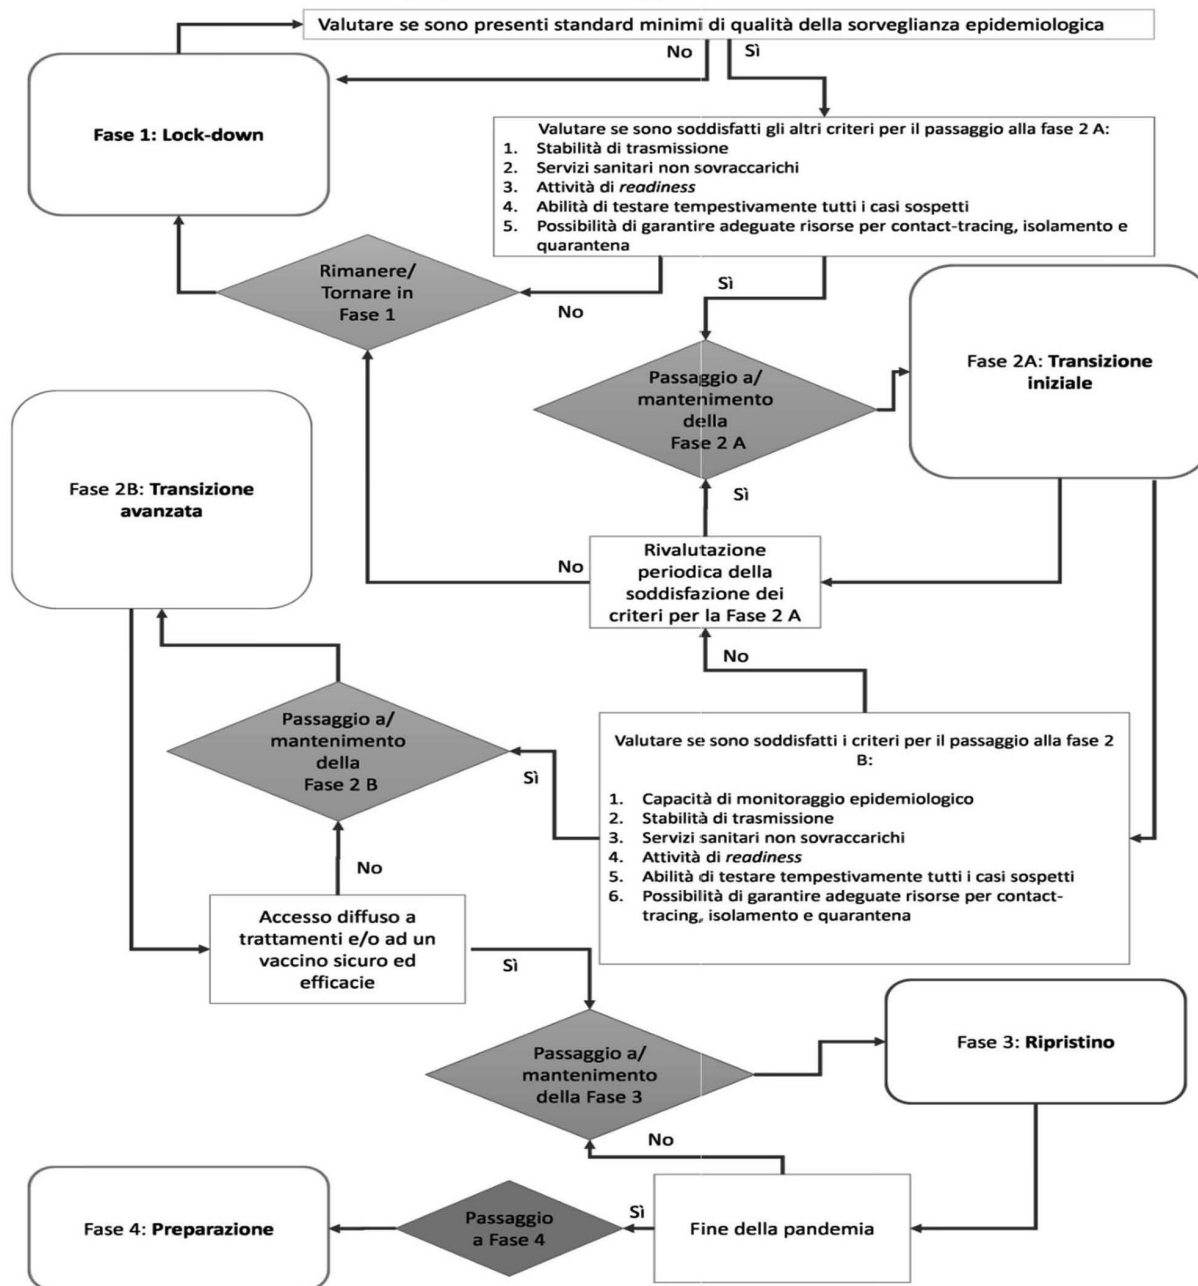 Valutare se sono presenti standard minimi di qualità della sorveglianza epidemiologica
No
Sì
Fase 1: Lock-down
Valutare se sono soddisfatti gli altri criteri per il passaggio alla fase 2 A:
1. Stabilità di trasmissione
2. Servizi sanitari non sovraccarichi
3. Attività di readiness
4. Abilità di testare tempestivamente tutti i casi sospetti
5. Possibilità di garantire adeguate risorse per contact-tracing, isolamento e
quarantena
Rimanere/
Tornare in
Fase 1
No
Sì
Passaggio a/
mantenimento
della
Fase 2 A
Fase 2A: Transizione
iniziale
Fase 2B: Transizione
avanzata
Sì
Rivalutazione
periodica della
soddisfazione dei
criteri per la Fase 2 A
No
No
Passaggio a/
mantenimento
della
Fase 2 B
Sì
Valutare se sono soddisfatti i criteri per il passaggio alla fase 2
B:
1. Capacità di monitoraggio epidemiologico
2. Stabilità di trasmissione
3. Servizi sanitari non sovraccarichi
4. Attività di readiness
5. Abilità di testare tempestivamente tutti i casi sospetti
6. Possibilità di garantire adeguate risorse per contact-
tracing, isolamento e quarantena
No
Accesso diffuso a
trattamenti e/o ad un
vaccino sicuro ed
efficacie
Sì
Passaggio a/
mantenimento
della Fase 3
Fase 3: Ripristino
No
Fine della pandemia
Sì
Passaggio
a Fase 4
Fase 4: Preparazione